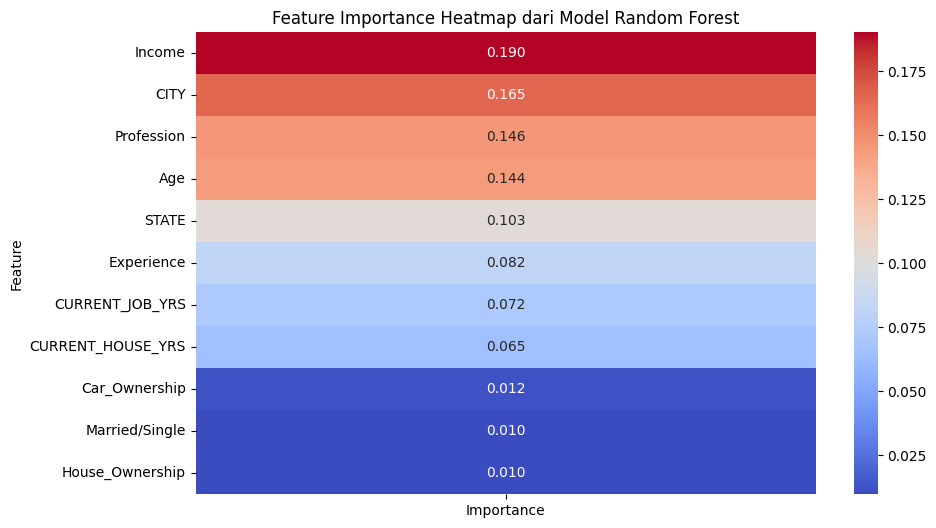 Feature Importance Heatmap dari Model Random Forest
Feature
Income 0.190
CITY 0.165
Profession 0.146
Age 0.144
STATE 0.103
Experience 0.082
CURRENT_JOB_YRS 0.072
CURRENT_HOUSE_YRS 0.065
Car_Ownership 0.012
Married/Single 0.010
House_Ownership 0.010
Importance
0.175
0.150
0.125
0.100
0.075
0.050
0.025